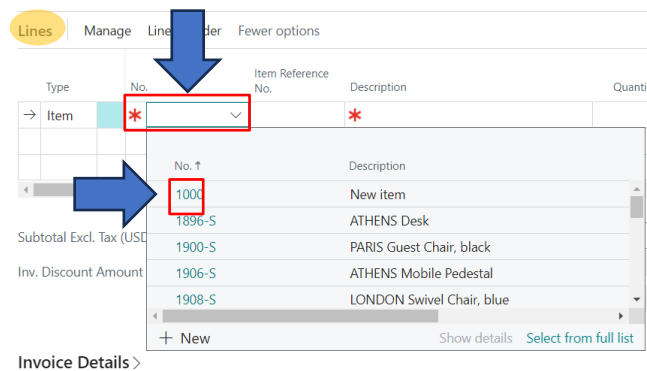 Lines Manage Line der Fewer options
Type No. Item Reference No. Description Quanti
→ Item * *
No. ↑ Description
1000 New item
1896-S ATHENS Desk
1900-S PARIS Guest Chair, black
1906-S ATHENS Mobile Pedestal
1908-S LONDON Swivel Chair, blue
+ New Show details Select from full list
Subtotal Excl. Tax (USD
Inv. Discount Amount
Invoice Details >